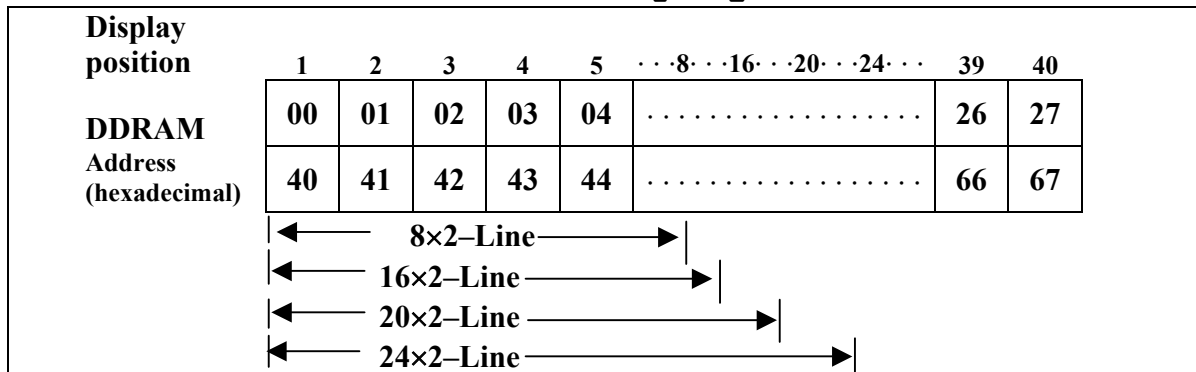 Display
position 1 2 3 4 5 · · ·8· · ·16· · ·20· · ·24· · · 39 40
DDRAM 00 01 02 03 04 · · · · · · · · · · · · · · · · · · 26 27
Address
(hexadecimal) 40 41 42 43 44 · · · · · · · · · · · · · · · · · · 66 67
8×2–Line
16×2–Line
20×2–Line
24×2–Line